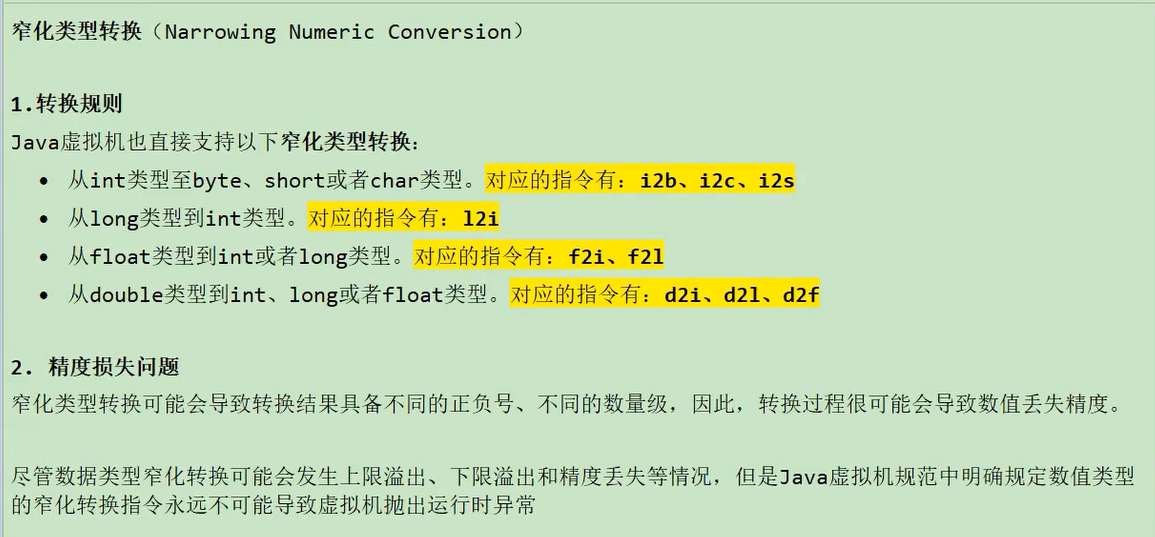 窄化类型转换（Narrowing Numeric Conversion）
1.转换规则
Java虚拟机也直接支持以下窄化类型转换：
• 从int类型至byte、short或者char类型。对应的指令有：i2b、i2c、i2s
• 从long类型到int类型。对应的指令有：l2i
• 从float类型到int或者long类型。对应的指令有：f2i、f2l
• 从double类型到int、long或者float类型。对应的指令有：d2i、d2l、d2f
2. 精度损失问题
窄化类型转换可能会导致转换结果具备不同的正负号、不同的数量级，因此，转换过程很可能会导致数值丢失精度。
尽管数据类型窄化转换可能会发生上限溢出、下限溢出和精度丢失等情况，但是Java虚拟机规范中明确规定数值类型
的窄化转换指令永远不可能导致虚拟机抛出运行时异常